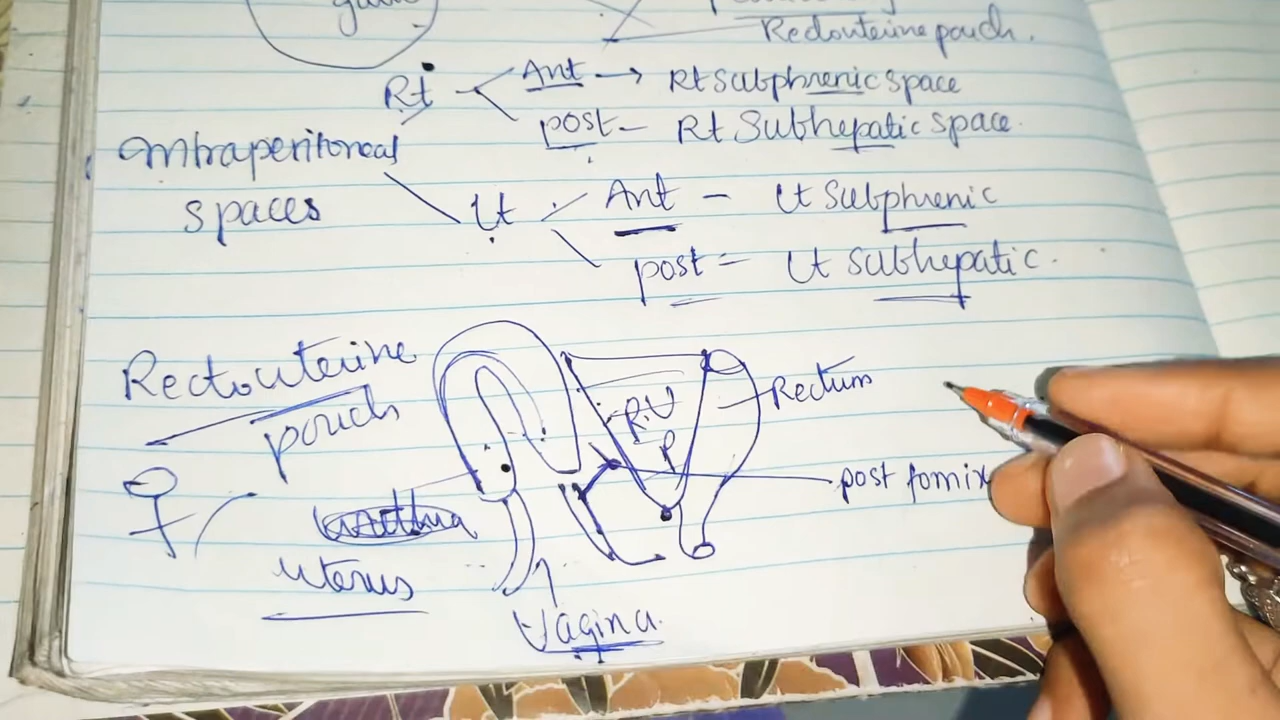 Rectouterine pouch.
Rt
Ant → Rt subphrenic space
post – Rt Subhepatic space.
Intraperitoneal
spaces
Lt
Ant – Lt subphrenic
post = Lt subhepatic.
Rectouterine
pouch
R.U
P
Rectum
post fornix
uterus
Vagina.